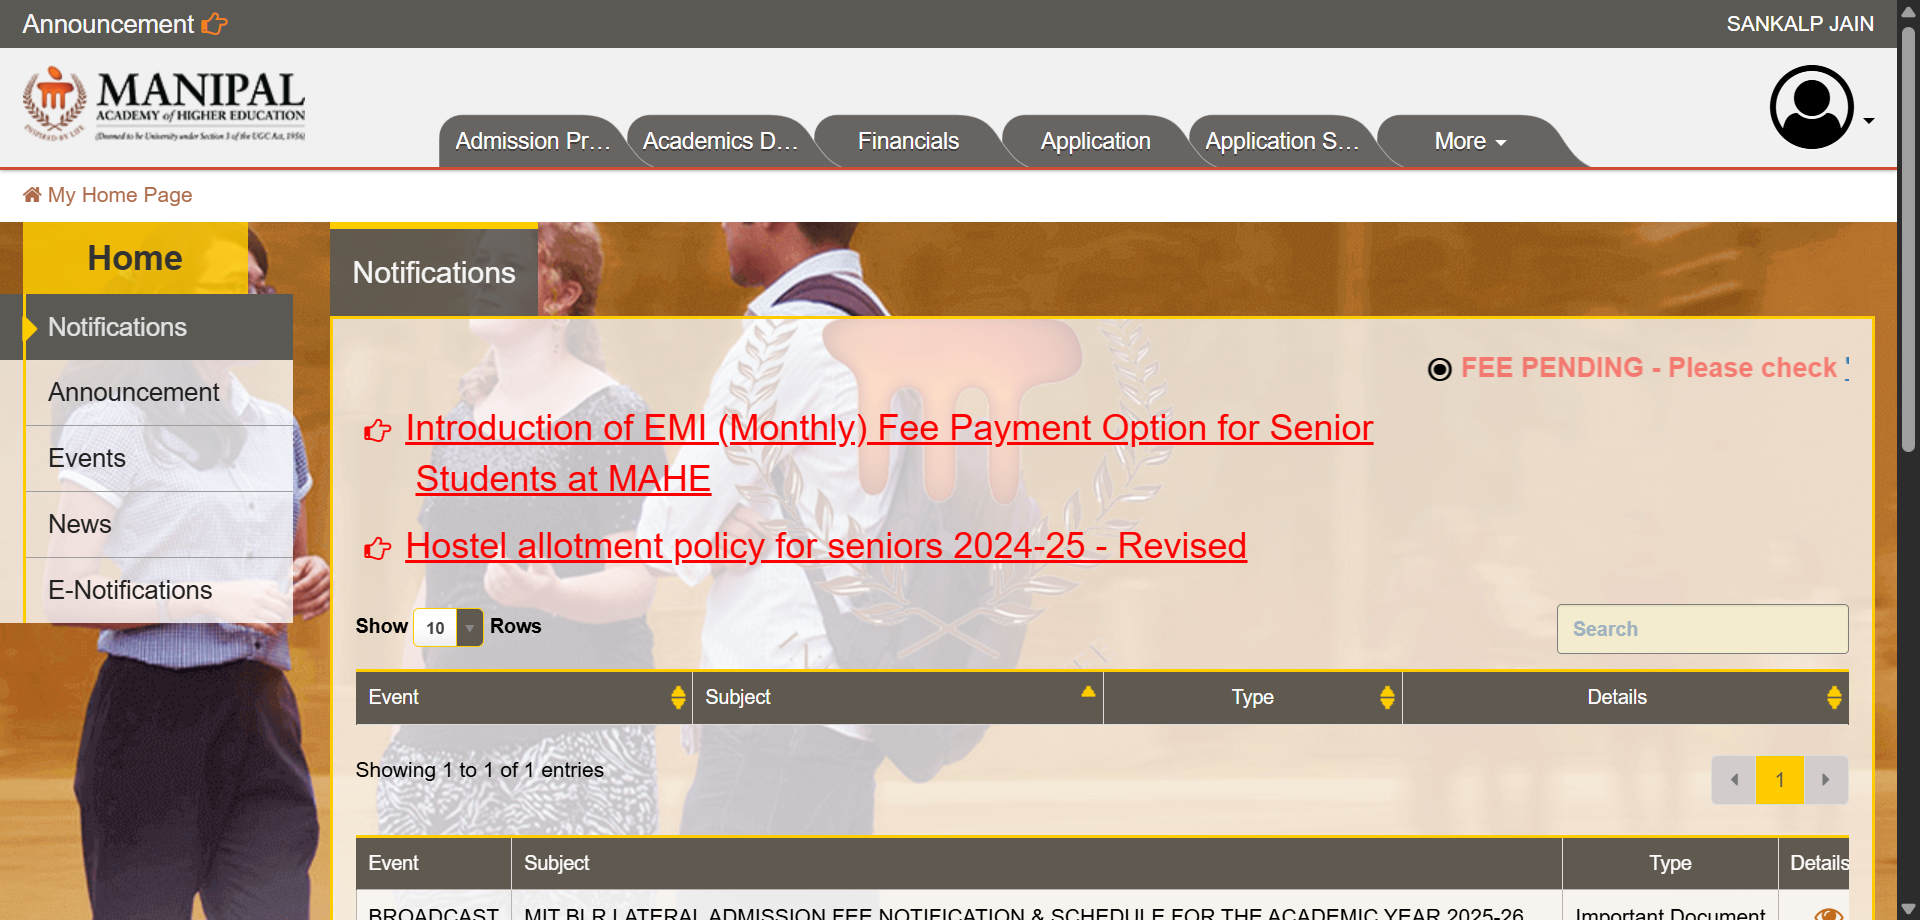 Announcement
SANKALP JAIN
MANIPAL
ACADEMY of HIGHER EDUCATION
(Deemed to be University under Section 3 of the UGC Act, 1956)
INSPIRED BY LIFE
Admission Pr...
Academics D...
Financials
Application
Application S...
More
My Home Page
Home
Notifications
Announcement
Events
News
E-Notifications
Notifications
FEE PENDING - Please check '
Introduction of EMI (Monthly) Fee Payment Option for Senior
Students at MAHE
Hostel allotment policy for seniors 2024-25 - Revised
Show 10 Rows
Search
Event Subject Type Details
Showing 1 to 1 of 1 entries
1
Event Subject Type Details
BROADCAST MIT BLR LATERAL ADMISSION FEE NOTIFICATION & SCHEDULE FOR THE ACADEMIC YEAR 2025-26 Important Document